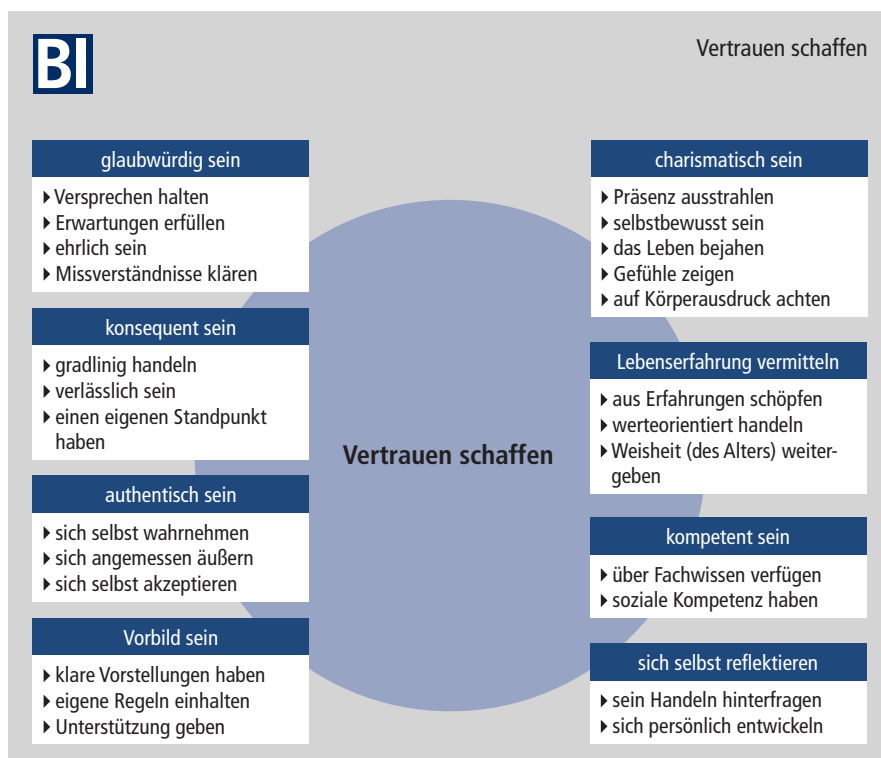 BI
Vertrauen schaffen
glaubwürdig sein
Versprechen halten
Erwartungen erfüllen
ehrlich sein
Missverständnisse klären
konsequent sein
gradlinig handeln
verlässlich sein
einen eigenen Standpunkt
haben
authentisch sein
sich selbst wahrnehmen
sich angemessen äußern
sich selbst akzeptieren
Vorbild sein
klare Vorstellungen haben
eigene Regeln einhalten
Unterstützung geben
Vertrauen schaffen
charismatisch sein
Präsenz ausstrahlen
selbstbewusst sein
das Leben bejahen
Gefühle zeigen
auf Körperausdruck achten
Lebenserfahrung vermitteln
aus Erfahrungen schöpfen
werteorientiert handeln
Weisheit (des Alters) weiter-
geben
kompetent sein
über Fachwissen verfügen
soziale Kompetenz haben
sich selbst reflektieren
sein Handeln hinterfragen
sich persönlich entwickeln